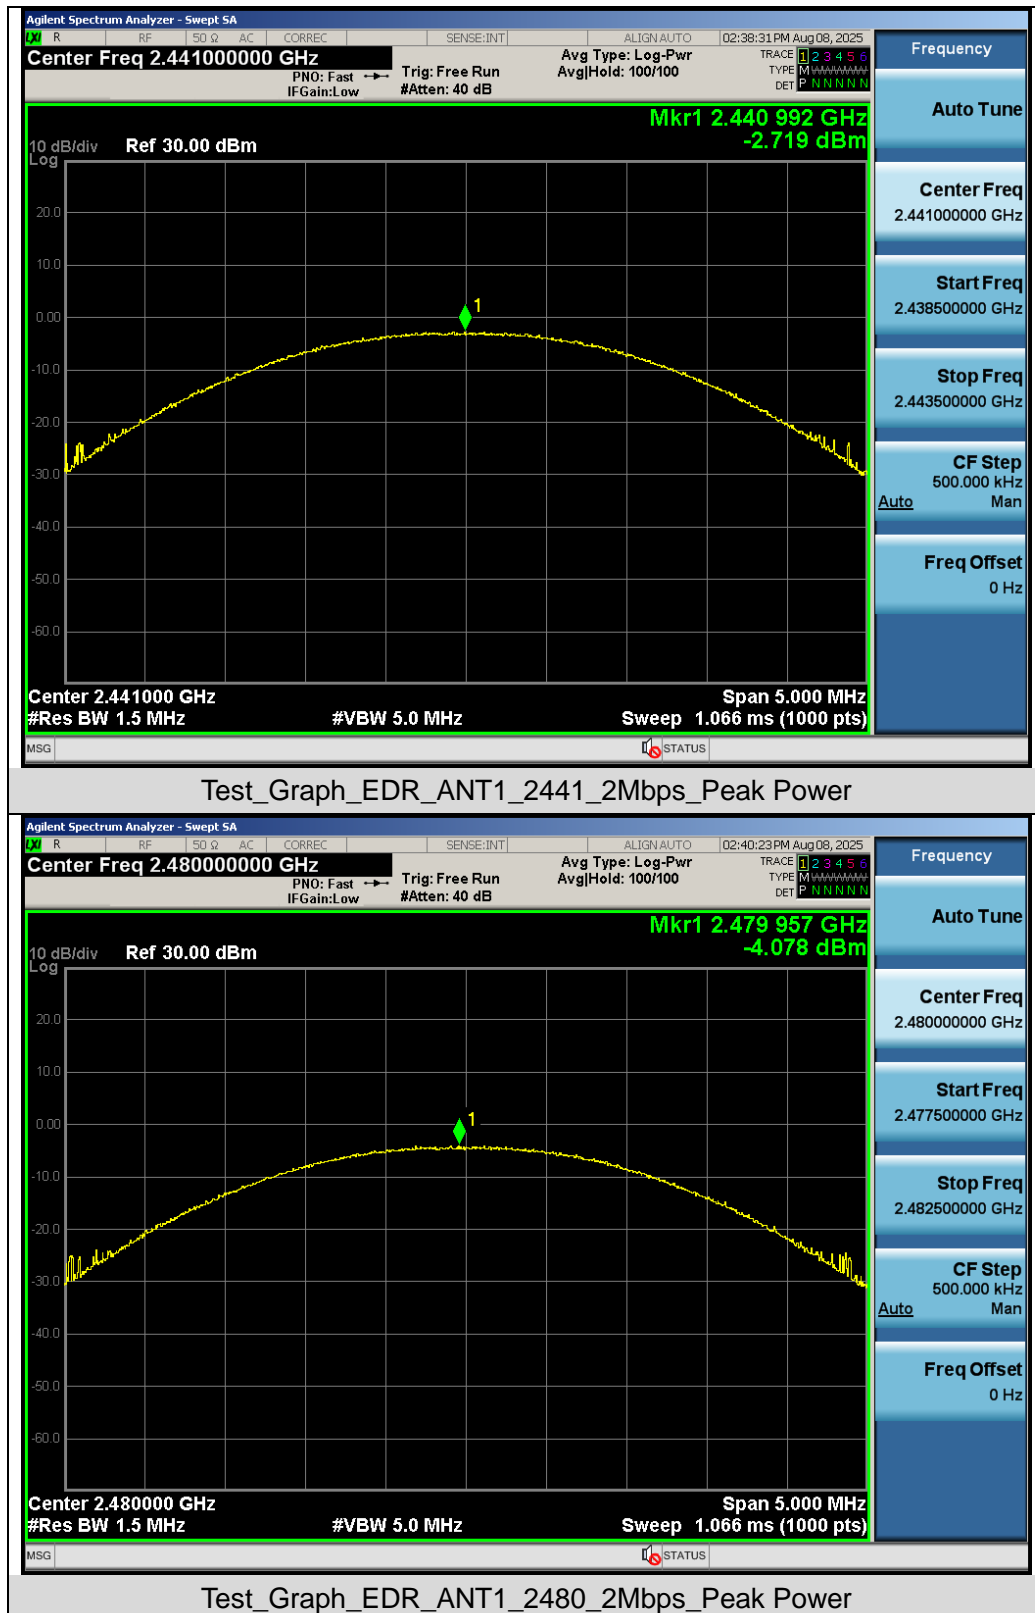 Agilent Spectrum Analyzer - Swept SA
LXI R RF 50 Ω AC CORREC SENSE:INT ALIGN AUTO 02:38:31 PM Aug 08, 2025
Center Freq 2.441000000 GHz
PNO: Fast
IFGain:Low
Trig: Free Run
#Atten: 40 dB
Avg Type: Log-Pwr
Avg|Hold: 100/100
TRACE 1 2 3 4 5 6
TYPE M
DET P N N N N N
Mkr1 2.440 992 GHz
-2.719 dBm
10 dB/div Ref 30.00 dBm
Log
20.0
10.0
0.00
-10.0
-20.0
-30.0
-40.0
-50.0
-60.0
1
Center 2.441000 GHz Span 5.000 MHz
#Res BW 1.5 MHz #VBW 5.0 MHz Sweep 1.066 ms (1000 pts)
MSG STATUS
Frequency
Auto Tune
Center Freq
2.441000000 GHz
Start Freq
2.438500000 GHz
Stop Freq
2.443500000 GHz
CF Step
500.000 kHz
Auto Man
Freq Offset
0 Hz
Test_Graph_EDR_ANT1_2441_2Mbps_Peak Power
Agilent Spectrum Analyzer - Swept SA
LXI R RF 50 Ω AC CORREC SENSE:INT ALIGN AUTO 02:40:23 PM Aug 08, 2025
Center Freq 2.480000000 GHz
PNO: Fast
IFGain:Low
Trig: Free Run
#Atten: 40 dB
Avg Type: Log-Pwr
Avg|Hold: 100/100
TRACE 1 2 3 4 5 6
TYPE M
DET P N N N N N
Mkr1 2.479 957 GHz
-4.078 dBm
10 dB/div Ref 30.00 dBm
Log
20.0
10.0
0.00
-10.0
-20.0
-30.0
-40.0
-50.0
-60.0
1
Center 2.480000 GHz Span 5.000 MHz
#Res BW 1.5 MHz #VBW 5.0 MHz Sweep 1.066 ms (1000 pts)
MSG STATUS
Frequency
Auto Tune
Center Freq
2.480000000 GHz
Start Freq
2.477500000 GHz
Stop Freq
2.482500000 GHz
CF Step
500.000 kHz
Auto Man
Freq Offset
0 Hz
Test_Graph_EDR_ANT1_2480_2Mbps_Peak Power